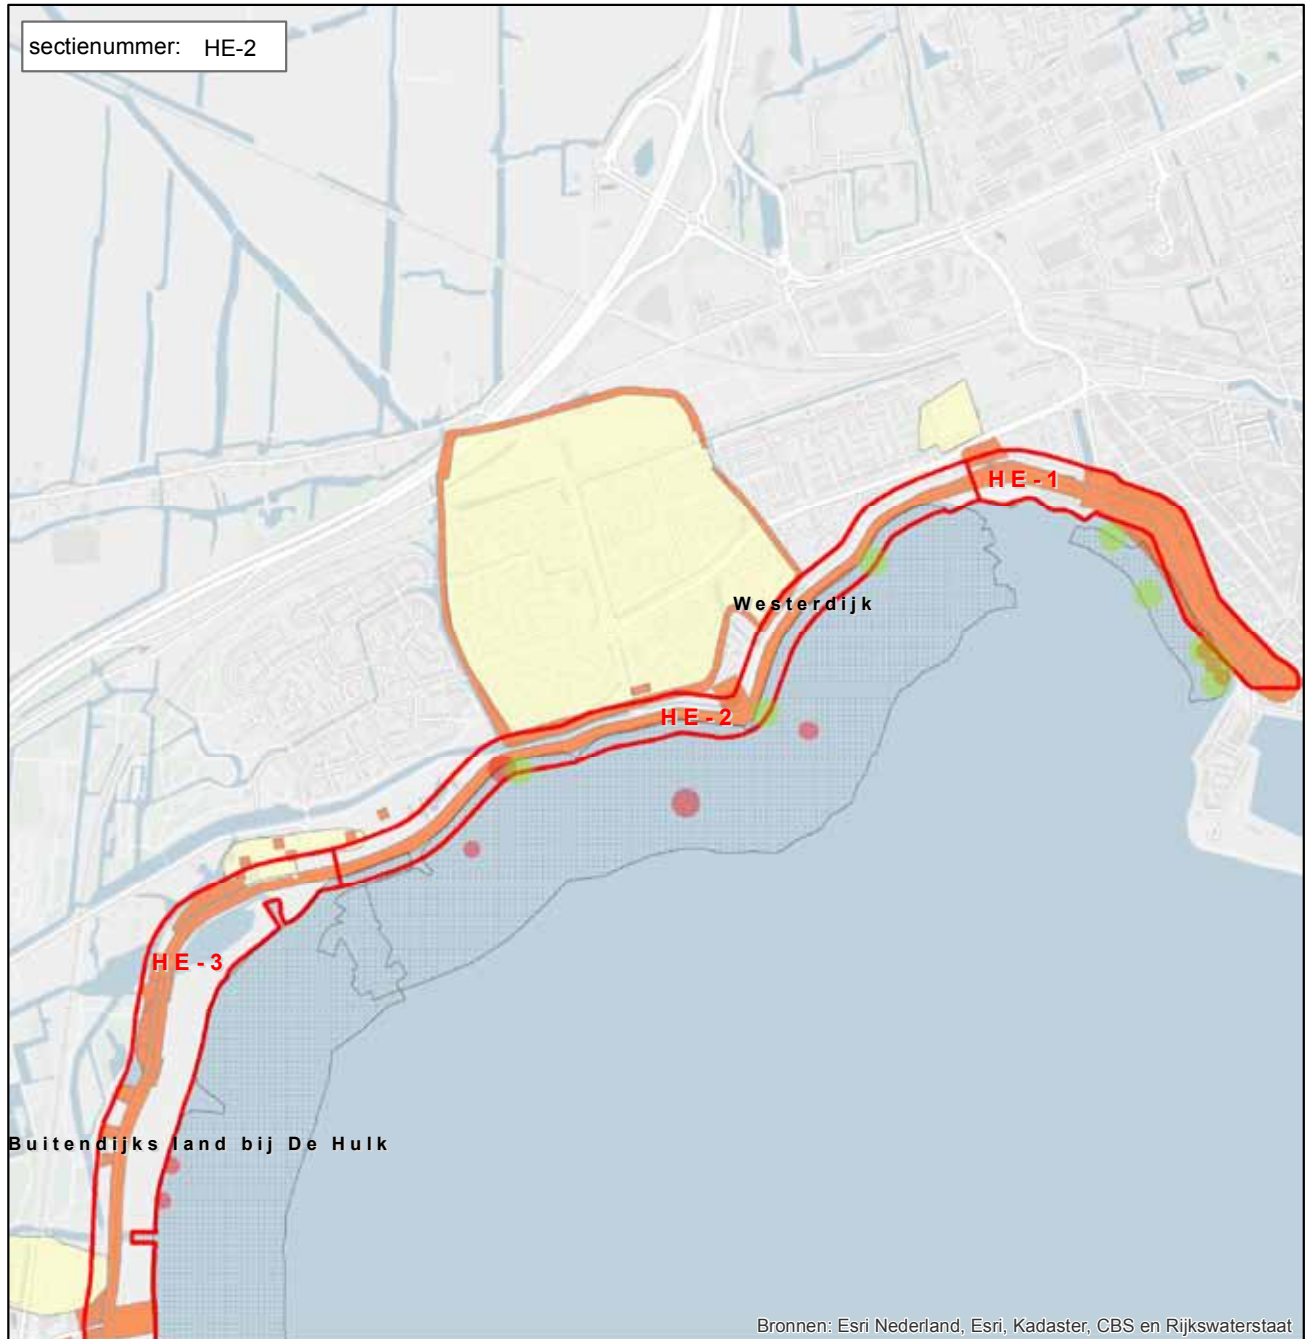 sectienummer: HE-2
HE-1
Westerdijk
HE-2
HE-3
Buitendijks land bij De Hulk
Bronnen: Esri Nederland, Esri, Kadaster, CBS en Rijkswaterstaat